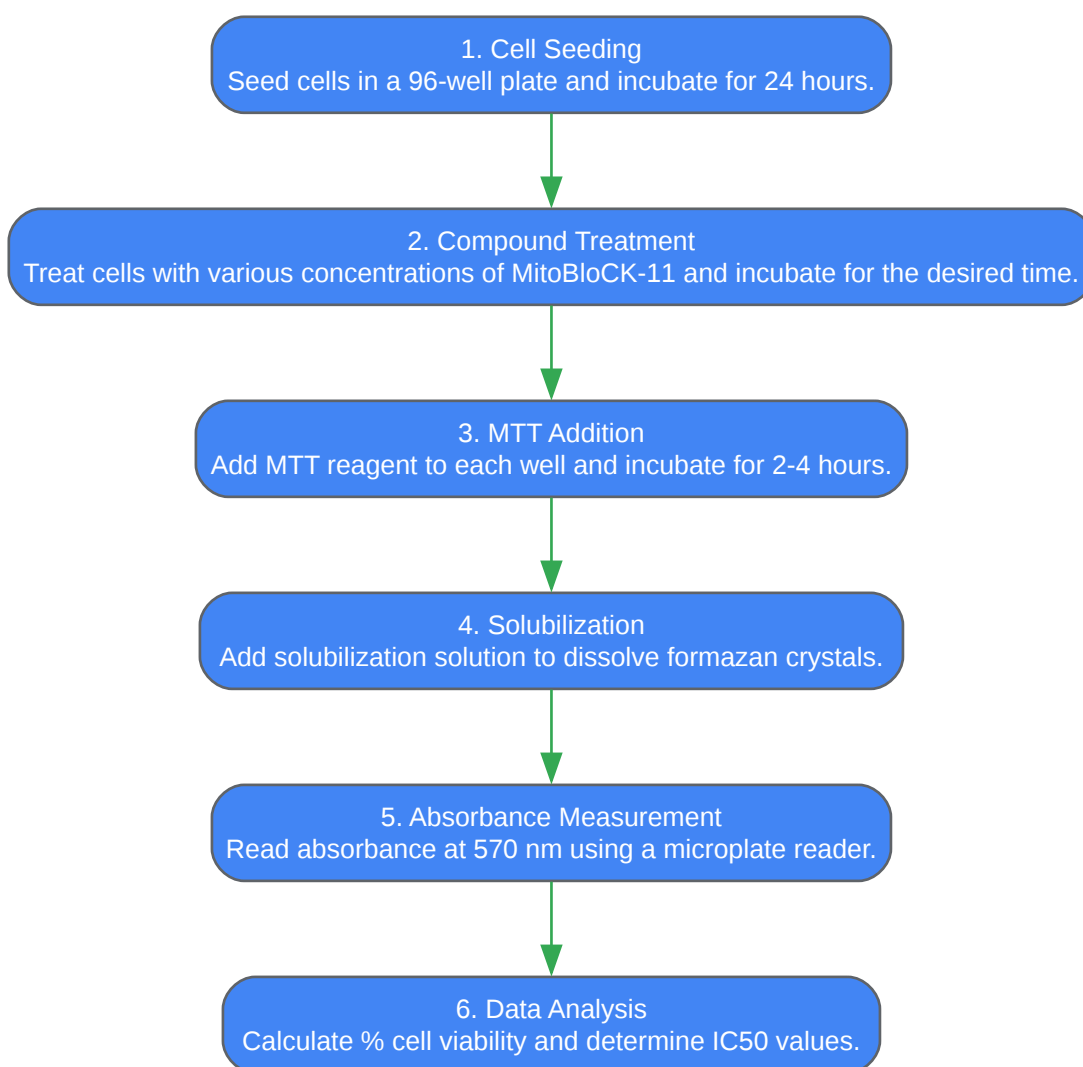 1. Cell Seeding
Seed cells in a 96-well plate and incubate for 24 hours.
2. Compound Treatment
Treat cells with various concentrations of MitoBloCK-11 and incubate for the desired time.
3. MTT Addition
Add MTT reagent to each well and incubate for 2-4 hours.
4. Solubilization
Add solubilization solution to dissolve formazan crystals.
5. Absorbance Measurement
Read absorbance at 570 nm using a microplate reader.
6. Data Analysis
Calculate % cell viability and determine IC50 values.